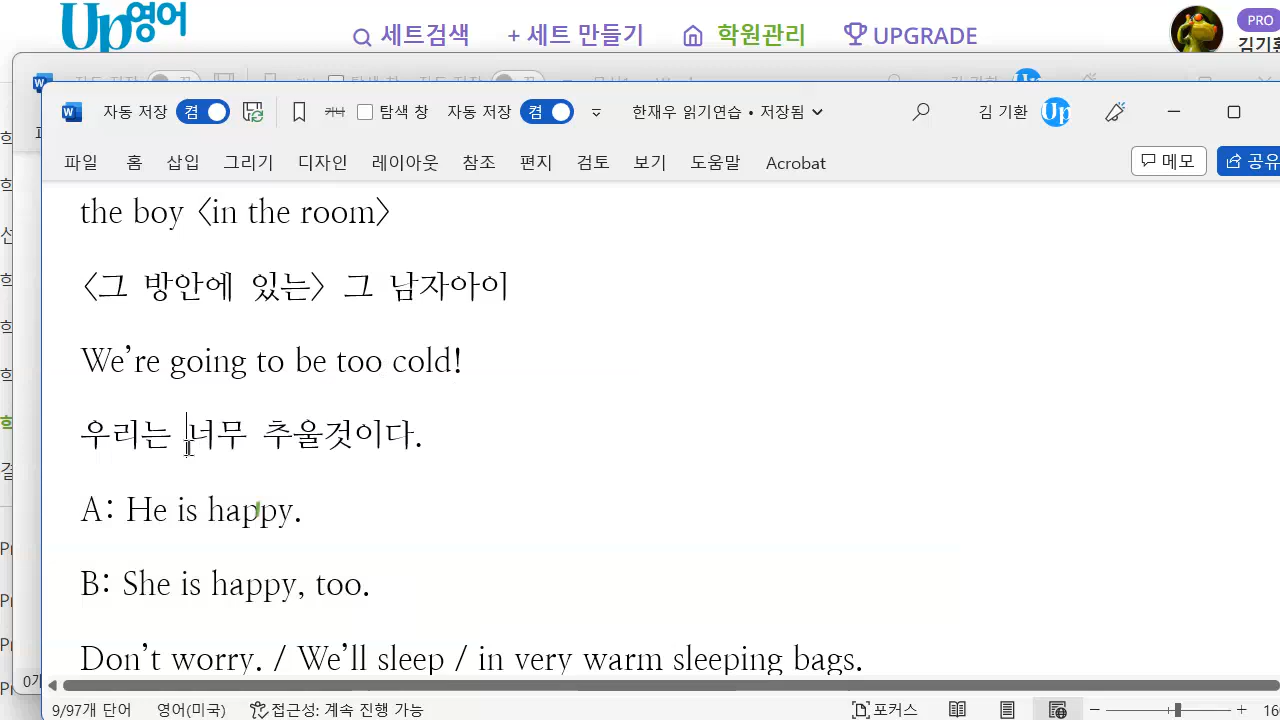 Up영어
세트검색 + 세트 만들기 학원관리 UPGRADE PRO
자동 저장 켬 가나 탐색 창 자동 저장 켬 한재우 읽기연습 • 저장됨 김 기환 Up
파일 홈 삽입 그리기 디자인 레이아웃 참조 편지 검토 보기 도움말 Acrobat 메모 공유
the boy 〈in the room〉
〈그 방안에 있는〉 그 남자아이
We're going to be too cold!
우리는 너무 추울것이다.
A: He is happy.
B: She is happy, too.
Don't worry. / We'll sleep / in very warm sleeping bags.
9/97개 단어 영어(미국) 접근성: 계속 진행 가능 포커스